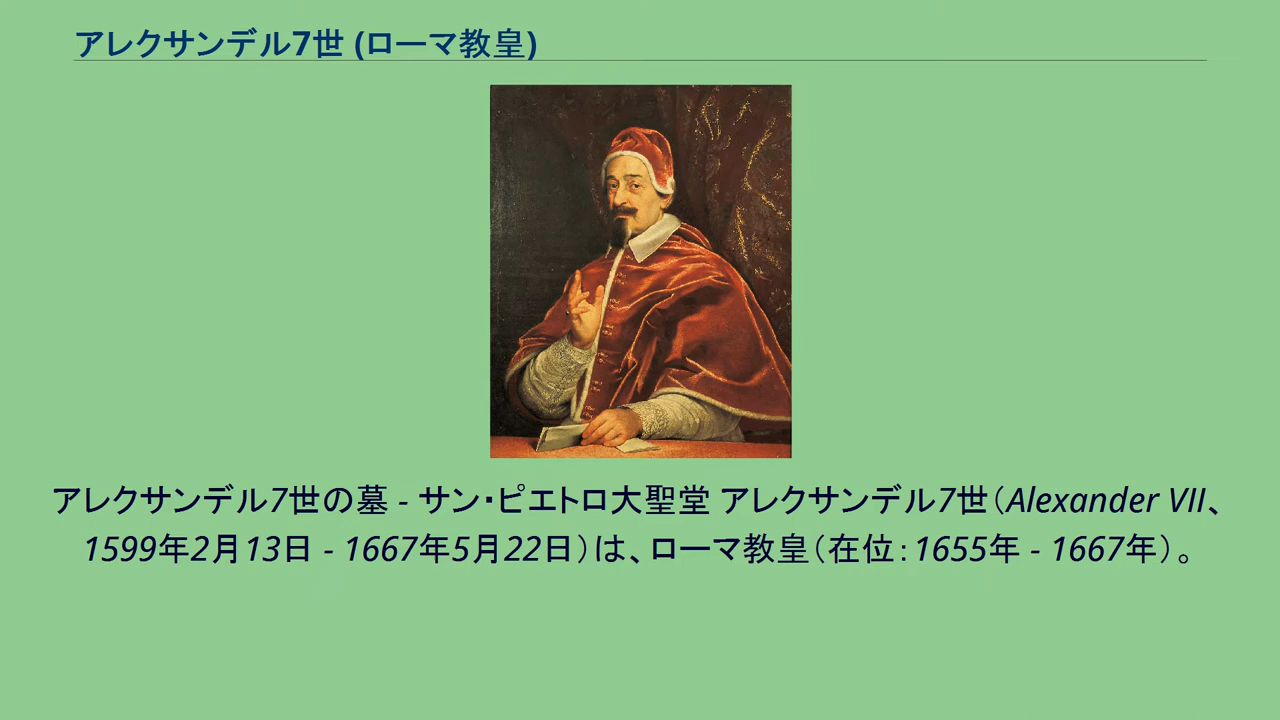 アレクサンデル7世 (ローマ教皇)
アレクサンデル7世の墓 - サン・ピエトロ大聖堂 アレクサンデル7世（Alexander VII、
1599年2月13日 - 1667年5月22日）は、ローマ教皇（在位：1655年 - 1667年）。